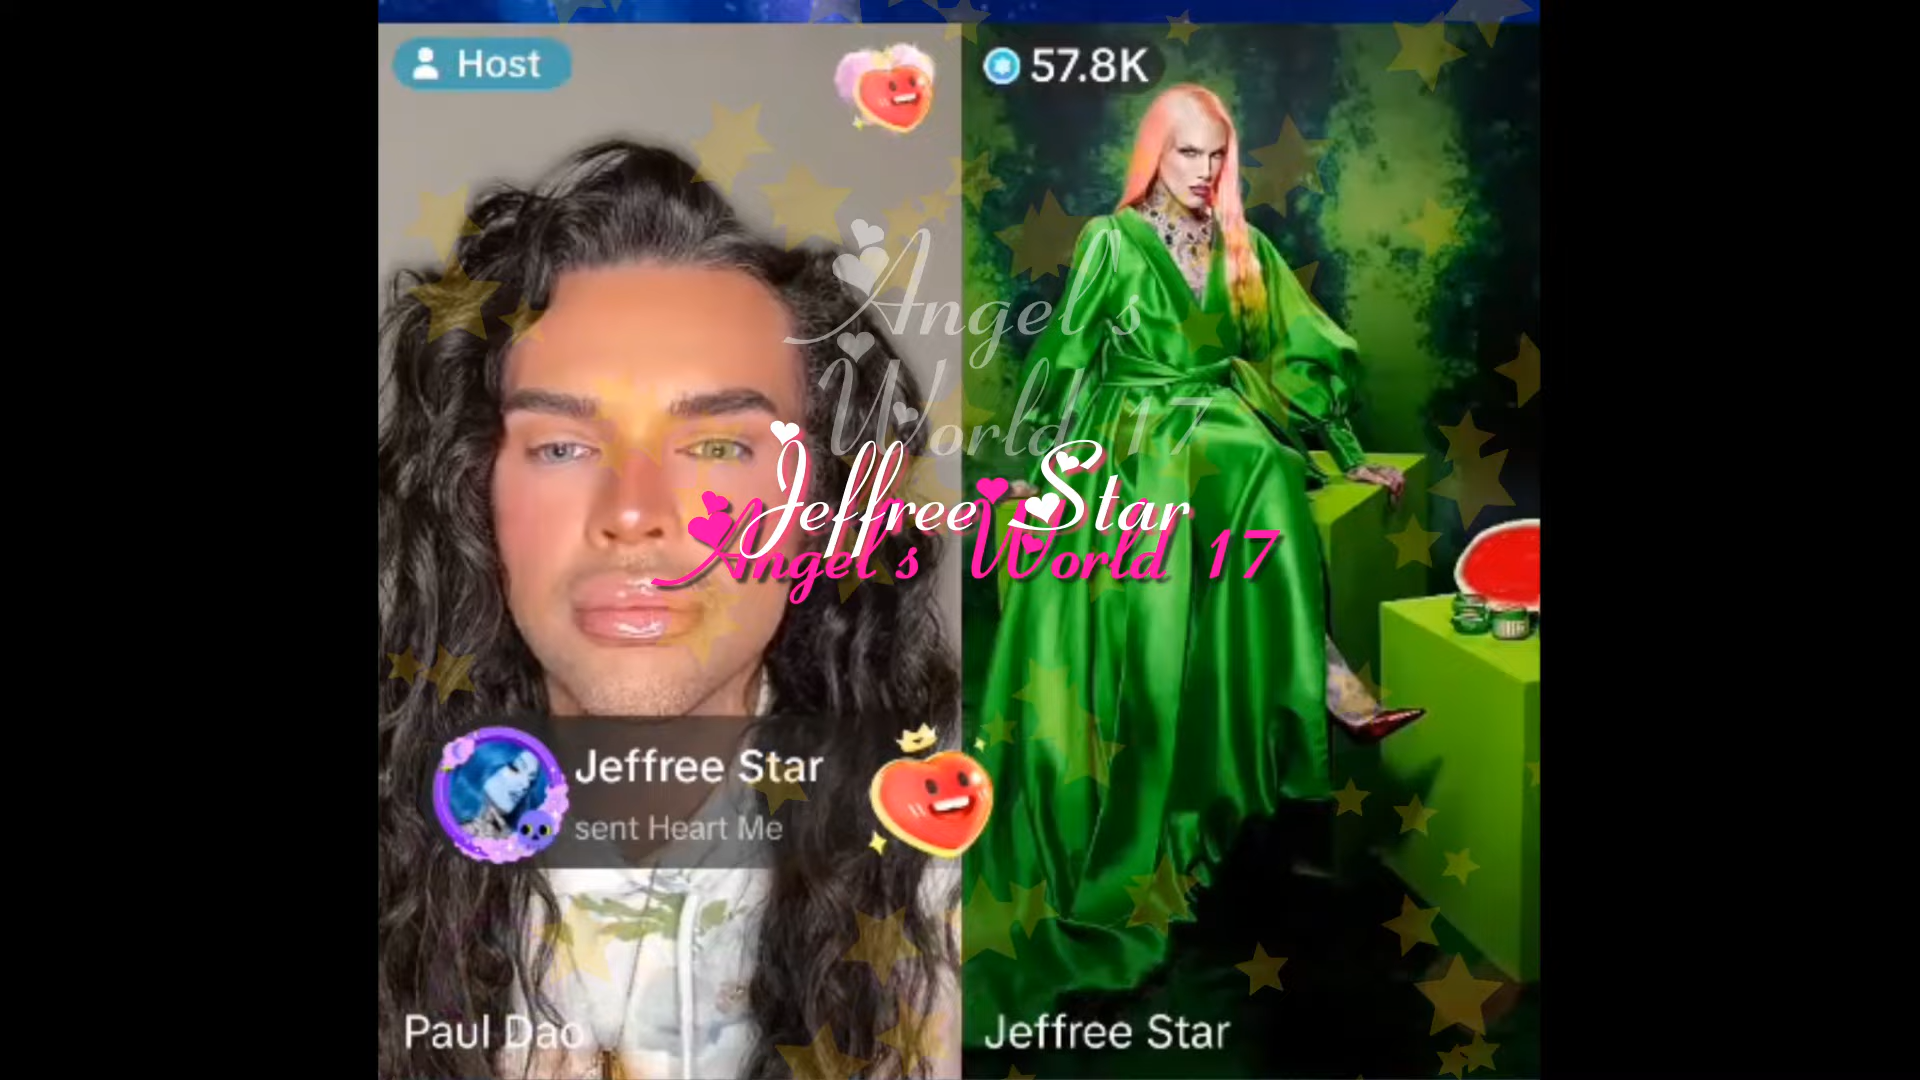 Host
57.8K
Angel's
World 17
Jeffree Star
Angel's World 17
Jeffree Star
sent Heart Me
Paul Dao
Jeffree Star